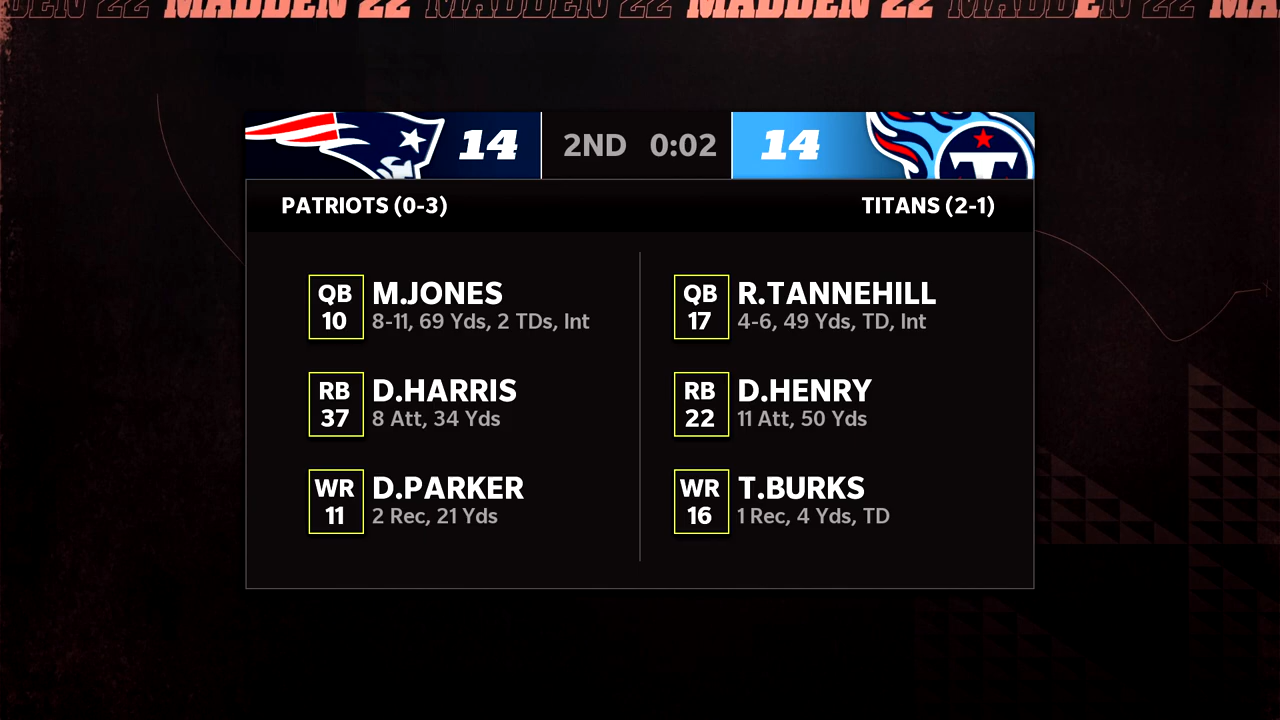 DEN 22 MADDEN 22 MADDEN 22 MADDEN 22 MADDEN 22 MA
14 2ND 0:02 14
PATRIOTS (0-3) TITANS (2-1)
QB 10 M.JONES
8-11, 69 Yds, 2 TDs, Int
RB 37 D.HARRIS
8 Att, 34 Yds
WR 11 D.PARKER
2 Rec, 21 Yds
QB 17 R.TANNEHILL
4-6, 49 Yds, TD, Int
RB 22 D.HENRY
11 Att, 50 Yds
WR 16 T.BURKS
1 Rec, 4 Yds, TD